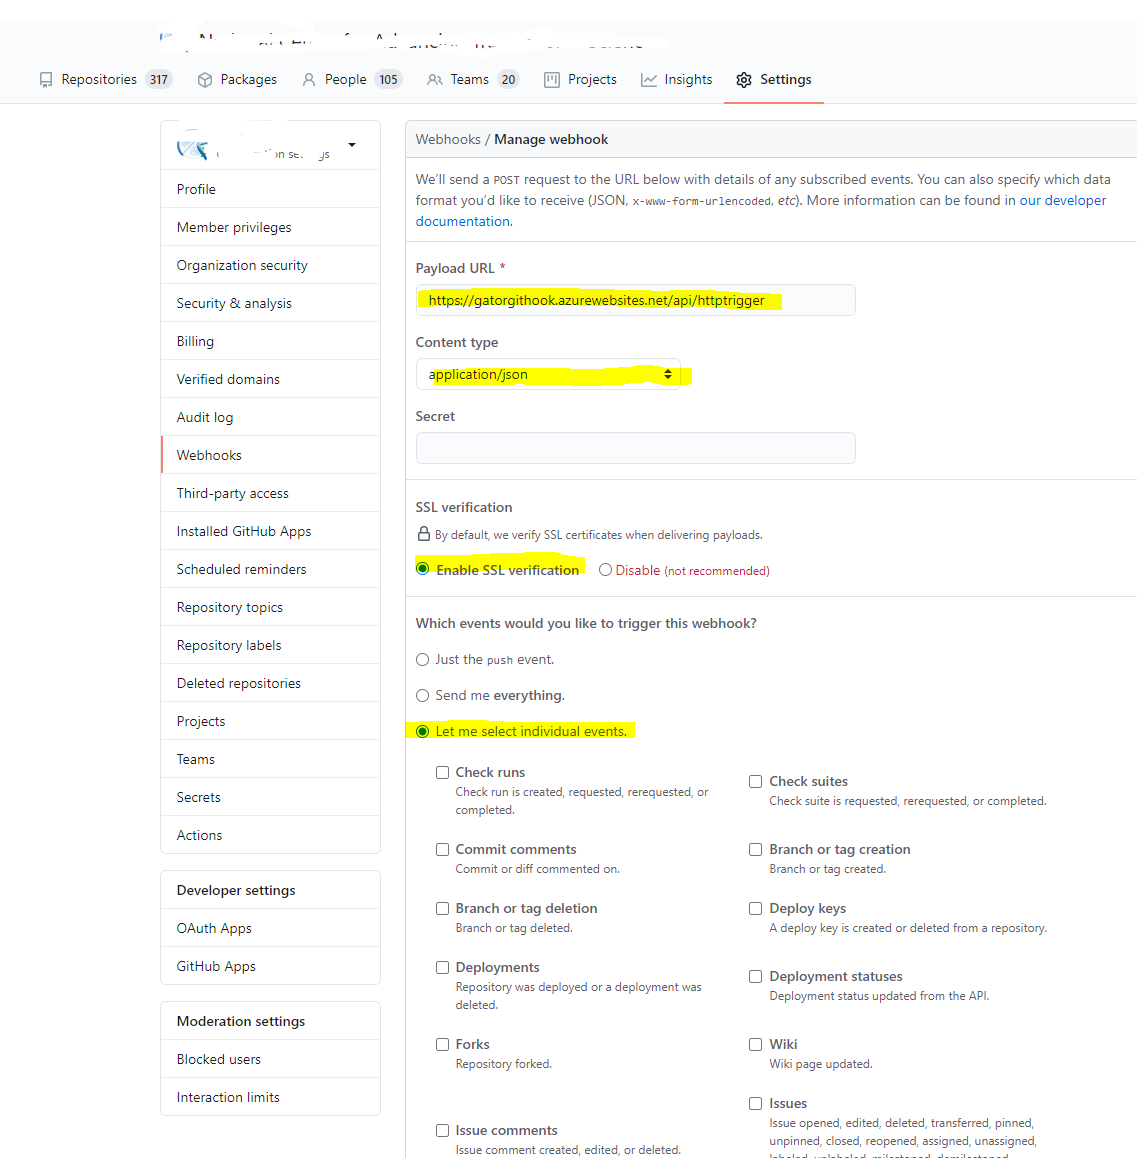 Repositories 317 Packages People 105 Teams 20 Projects Insights Settings
Profile
Member privileges
Organization security
Security & analysis
Billing
Verified domains
Audit log
Webhooks
Third-party access
Installed GitHub Apps
Scheduled reminders
Repository topics
Repository labels
Deleted repositories
Projects
Teams
Secrets
Actions
Developer settings
OAuth Apps
GitHub Apps
Moderation settings
Blocked users
Interaction limits
Webhooks / Manage webhook
We'll send a POST request to the URL below with details of any subscribed events. You can also specify which data
format you'd like to receive (JSON, x-www-form-urlencoded, etc). More information can be found in our developer
documentation.
Payload URL *
https://gatorgithook.azurewebsites.net/api/httptrigger
Content type
application/json
Secret
SSL verification
By default, we verify SSL certificates when delivering payloads.
Enable SSL verification Disable (not recommended)
Which events would you like to trigger this webhook?
Just the push event.
Send me everything.
Let me select individual events.
Check runs
Check run is created, requested, rerequested, or
completed.
Check suites
Check suite is requested, rerequested, or completed.
Commit comments
Commit or diff commented on.
Branch or tag creation
Branch or tag created.
Branch or tag deletion
Branch or tag deleted.
Deploy keys
A deploy key is created or deleted from a repository.
Deployments
Repository was deployed or a deployment was
deleted.
Deployment statuses
Deployment status updated from the API.
Forks
Repository forked.
Wiki
Wiki page updated.
Issue comments
Issue comment created, edited, or deleted.
Issues
Issue opened, edited, deleted, transferred, pinned,
unpinned, closed, reopened, assigned, unassigned,